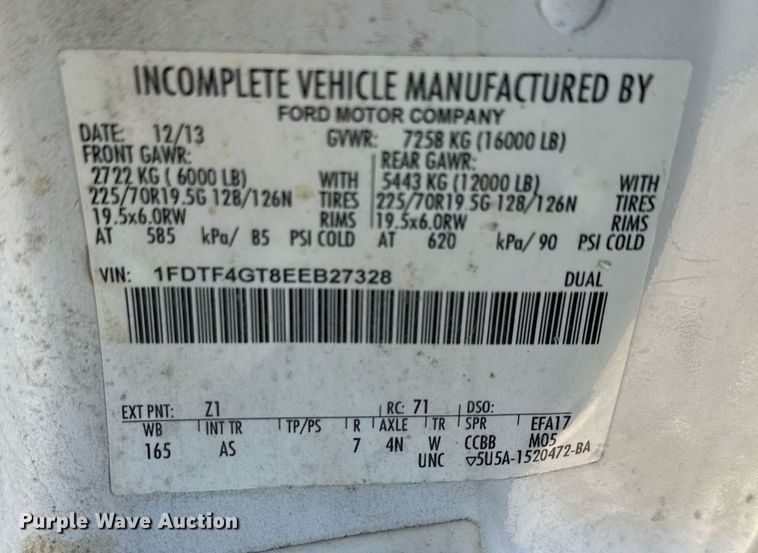 INCOMPLETE VEHICLE MANUFACTURED BY
FORD MOTOR COMPANY
DATE: 12/13 GVWR: 7258 KG (16000 LB)
FRONT GAWR: REAR GAWR:
2722 KG ( 6000 LB) WITH 5443 KG (12000 LB) WITH
225/70R19.5G 128/126N TIRES 225/70R19.5G 128/126N TIRES
19.5x6.0RW RIMS 19.5x6.0RW RIMS
AT 585 kPa/ 85 PSI COLD AT 620 kPa/ 90 PSI COLD
VIN: 1FDTF4GT8EEB27328 DUAL
EXT PNT: Z1 RC: 71 DSO:
WB INT TR TP/PS R AXLE TR SPR EFA17
165 AS 7 4N W CCBB M05
UNC ▽5U5A-1520472-BA
Purple Wave Auction